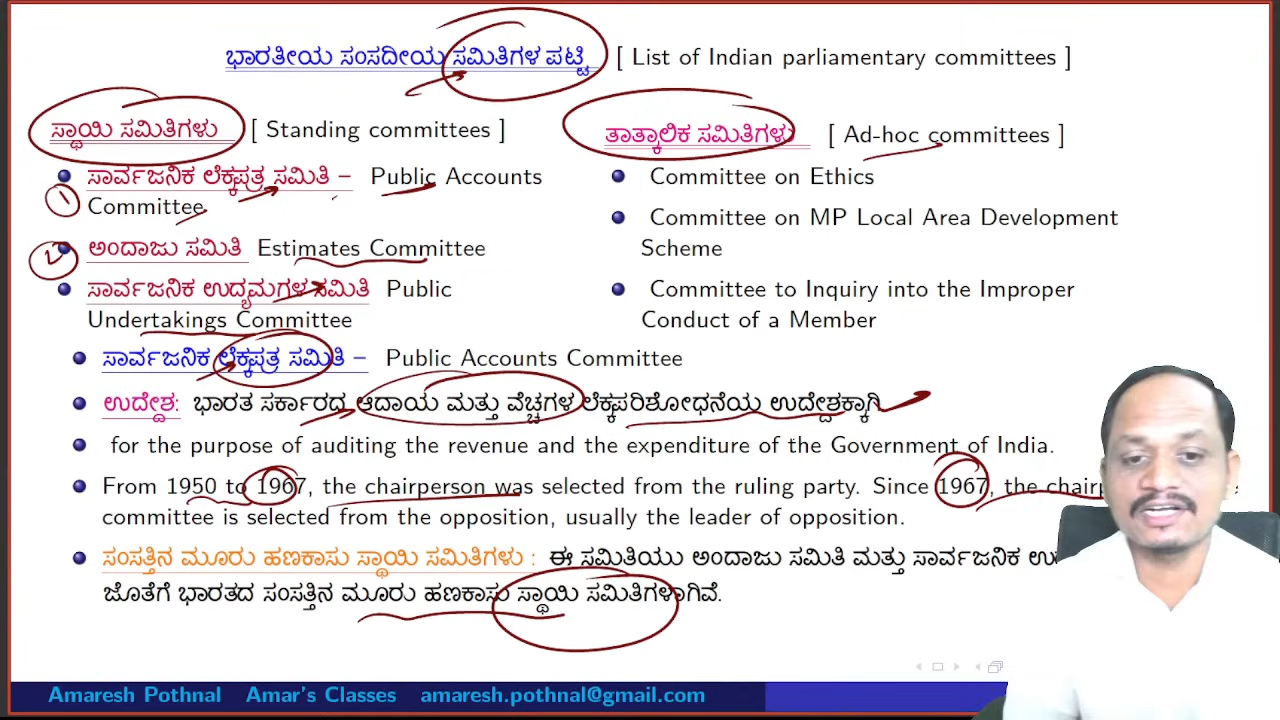 ಭಾರತೀಯ ಸಂಸದೀಯ ಸಮಿತಿಗಳ ಪಟ್ಟಿ [ List of Indian parliamentary committees ]
ಸ್ಥಾಯಿ ಸಮಿತಿಗಳು [ Standing committees ]
ಸಾರ್ವಜನಿಕ ಲೆಕ್ಕಪತ್ರ ಸಮಿತಿ – Public Accounts
Committee
ಅಂದಾಜು ಸಮಿತಿ Estimates Committee
ಸಾರ್ವಜನಿಕ ಉದ್ಯಮಗಳ ಸಮಿತಿ Public
Undertakings Committee
ತಾತ್ಕಾಲಿಕ ಸಮಿತಿಗಳು [ Ad-hoc committees ]
Committee on Ethics
Committee on MP Local Area Development
Scheme
Committee to Inquiry into the Improper
Conduct of a Member
ಸಾರ್ವಜನಿಕ ಲೆಕ್ಕಪತ್ರ ಸಮಿತಿ – Public Accounts Committee
ಉದೇಶ: ಭಾರತ ಸರ್ಕಾರದ ಆದಾಯ ಮತ್ತು ವೆಚ್ಚಗಳ ಲೆಕ್ಕಪರಿಶೋಧನೆಯ ಉದ್ದೇಶಕ್ಕಾಗಿ
for the purpose of auditing the revenue and the expenditure of the Government of India.
From 1950 to 1967, the chairperson was selected from the ruling party. Since 1967, the
committee is selected from the opposition, usually the leader of opposition.
ಸಂಸತ್ತಿನ ಮೂರು ಹಣಕಾಸು ಸ್ಥಾಯಿ ಸಮಿತಿಗಳು : ಈ ಸಮಿತಿಯು ಅಂದಾಜು ಸಮಿತಿ ಮತ್ತು ಸಾರ್ವಜನಿಕ
ಜೊತೆಗೆ ಭಾರತದ ಸಂಸತ್ತಿನ ಮೂರು ಹಣಕಾಸು ಸ್ಥಾಯಿ ಸಮಿತಿಗಳಾಗಿವೆ.
Amaresh Pothnal Amar's Classes amaresh.pothnal@gmail.com